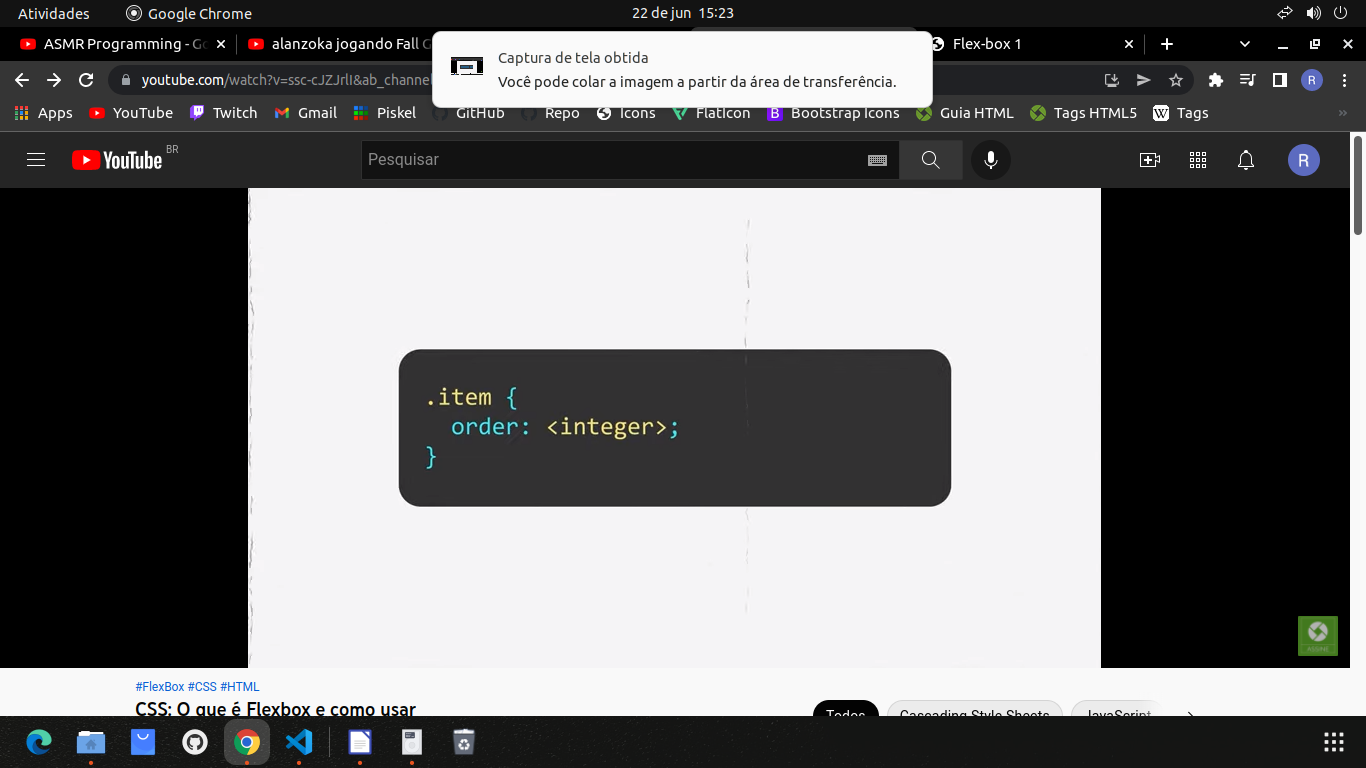 Atividades
Google Chrome
22 de jun 15:23
ASMR Programming - Go
alanzoka jogando Fall G
Flex-box 1
Captura de tela obtida
Você pode colar a imagem a partir da área de transferência.
youtube.com/watch?v=ssc-cJZJrlI&ab_channel
R
Apps
YouTube
Twitch
Gmail
Piskel
GitHub
Repo
Icons
FlatIcon
Bootstrap Icons
Guia HTML
Tags HTML5
Tags
YouTube BR
Pesquisar
R
.item {
order: <integer>;
}
#FlexBox #CSS #HTML
CSS: O que é Flexbox e como usar
Todos
Cascading Style Sheets
JavaScript